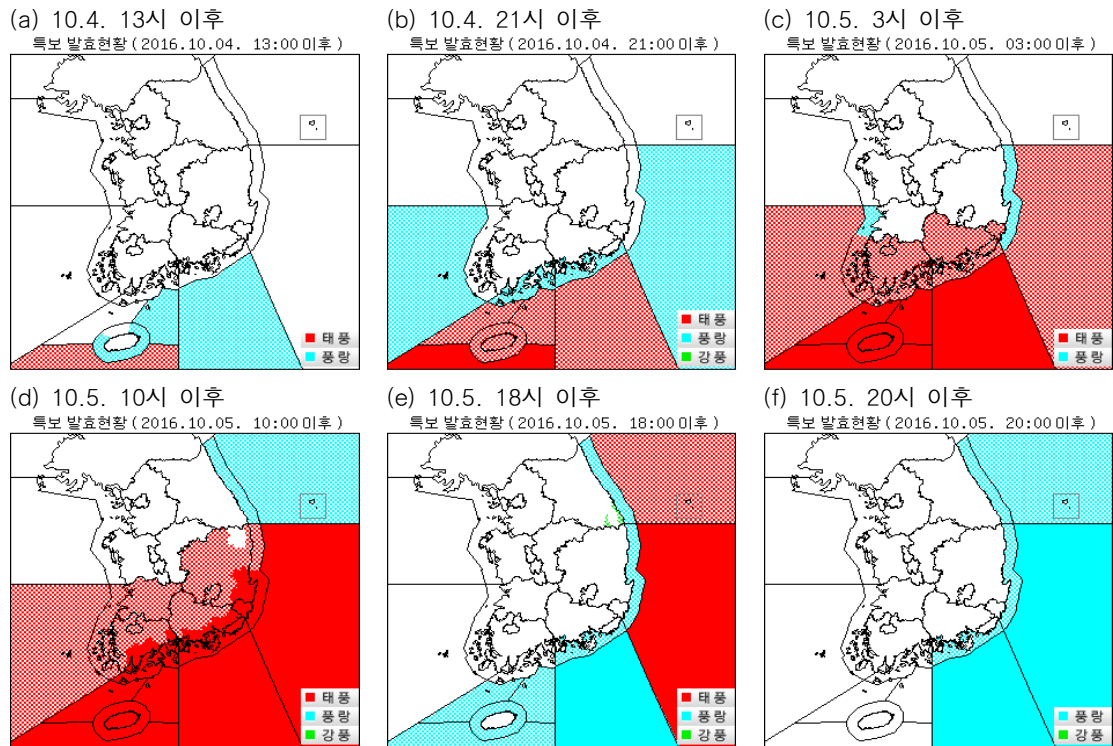 (a) 10.4. 13시 이후
특보 발효현황 ( 2016.10.04. 13:00 이후 )
태 풍
풍 랑
(b) 10.4. 21시 이후
특보 발효현황 ( 2016.10.04. 21:00 이후 )
태 풍
풍 랑
강 풍
(c) 10.5. 3시 이후
특보 발효현황 ( 2016.10.05. 03:00 이후 )
태 풍
풍 랑
(d) 10.5. 10시 이후
특보 발효현황 ( 2016.10.05. 10:00 이후 )
태 풍
풍 랑
강 풍
(e) 10.5. 18시 이후
특보 발효현황 ( 2016.10.05. 18:00 이후 )
태 풍
풍 랑
강 풍
(f) 10.5. 20시 이후
특보 발효현황 ( 2016.10.05. 20:00 이후 )
풍 랑
강 풍